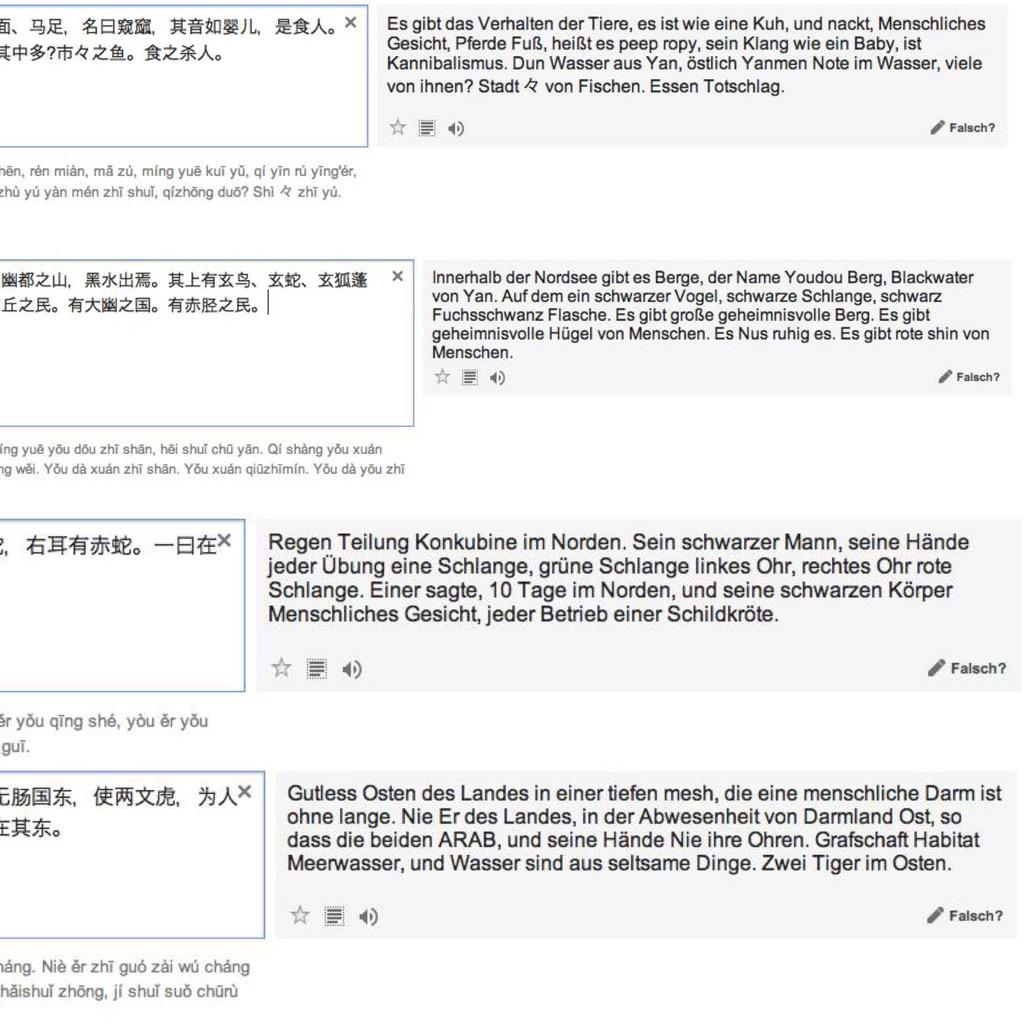 面、马足，名曰窫窳，其音如婴儿，是食人。
其中多?市々之鱼。食之杀人。
Es gibt das Verhalten der Tiere, es ist wie eine Kuh, und nackt, Menschliches
Gesicht, Pferde Fuß, heißt es peep ropy, sein Klang wie ein Baby, ist
Kannibalismus. Dun Wasser aus Yan, östlich Yanmen Note im Wasser, viele
von ihnen? Stadt 々 von Fischen. Essen Totschlag.
Falsch?
hēn, rén miàn, mǎ zú, míng yuē kuī yǔ, qí yīn rú yīng'ér,
zhù yú yàn mén zhī shuǐ, qízhōng duō? Shì 々 zhī yú.
幽都之山，黑水出焉。其上有玄鸟、玄蛇、玄狐蓬
丘之民。有大幽之国。有赤胫之民。
Innerhalb der Nordsee gibt es Berge, der Name Youdou Berg, Blackwater
von Yan. Auf dem ein schwarzer Vogel, schwarze Schlange, schwarz
Fuchsschwanz Flasche. Es gibt große geheimnisvolle Berg. Es gibt
geheimnisvolle Hügel von Menschen. Es Nus ruhig es. Es gibt rote shin von
Menschen.
Falsch?
íng yuē yōu dōu zhī shān, hēi shuǐ chū yān. Qí shàng yǒu xuán
ng wěi. Yǒu dà xuán zhī shān. Yǒu xuán qiūzhīmín. Yǒu dà yōu zhī
，右耳有赤蛇。一曰在
Regen Teilung Konkubine im Norden. Sein schwarzer Mann, seine Hände
jeder Übung eine Schlange, grüne Schlange linkes Ohr, rechtes Ohr rote
Schlange. Einer sagte, 10 Tage im Norden, und seine schwarzen Körper
Menschliches Gesicht, jeder Betrieb einer Schildkröte.
Falsch?
ěr yǒu qīng shé, yòu ěr yǒu
guī.
无肠国东，使两文虎，为人
在其东。
Gutless Osten des Landes in einer tiefen mesh, die eine menschliche Darm ist
ohne lange. Nie Er des Landes, in der Abwesenheit von Darmland Ost, so
dass die beiden ARAB, und seine Hände Nie ihre Ohren. Grafschaft Habitat
Meerwasser, und Wasser sind aus seltsame Dinge. Zwei Tiger im Osten.
Falsch?
háng. Niè ěr zhī guó zài wú cháng
hǎishuǐ zhōng, jí shuǐ suǒ chūrù